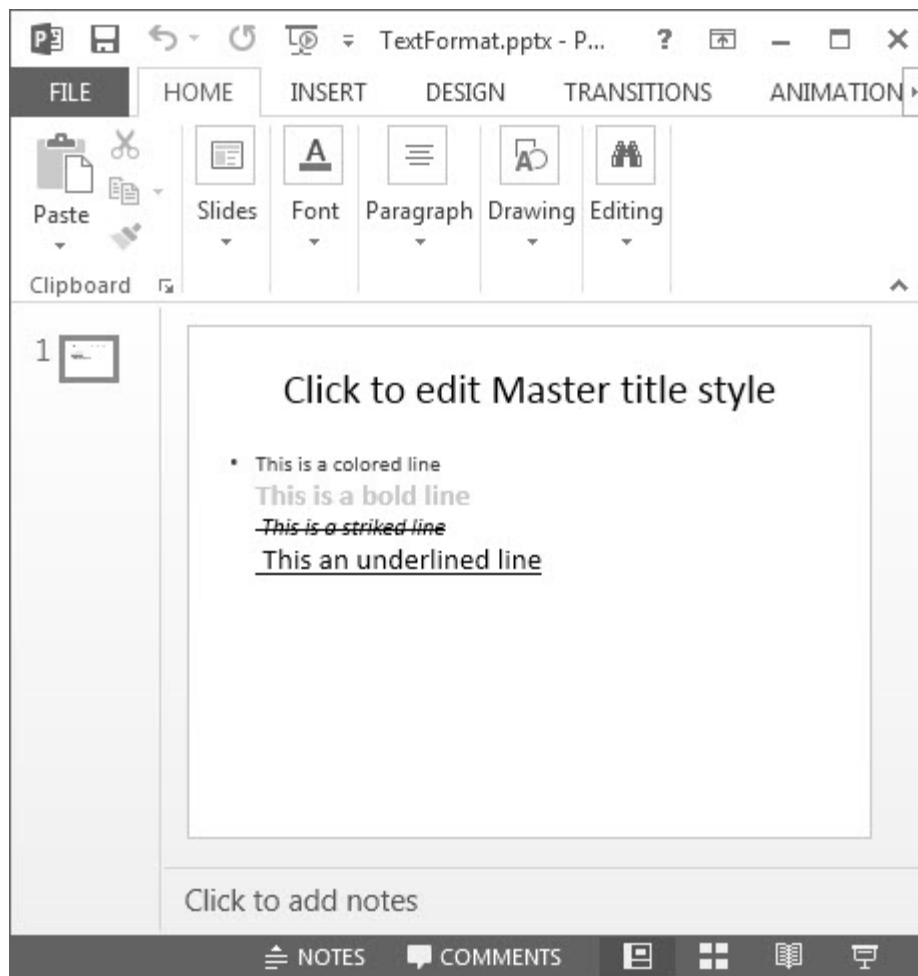 TextFormat.pptx - P...
FILE HOME INSERT DESIGN TRANSITIONS ANIMATION
Paste Slides Font Paragraph Drawing Editing
Clipboard
1
Click to edit Master title style
• This is a colored line
This is a bold line
This is a striked line
This an underlined line
Click to add notes
NOTES COMMENTS